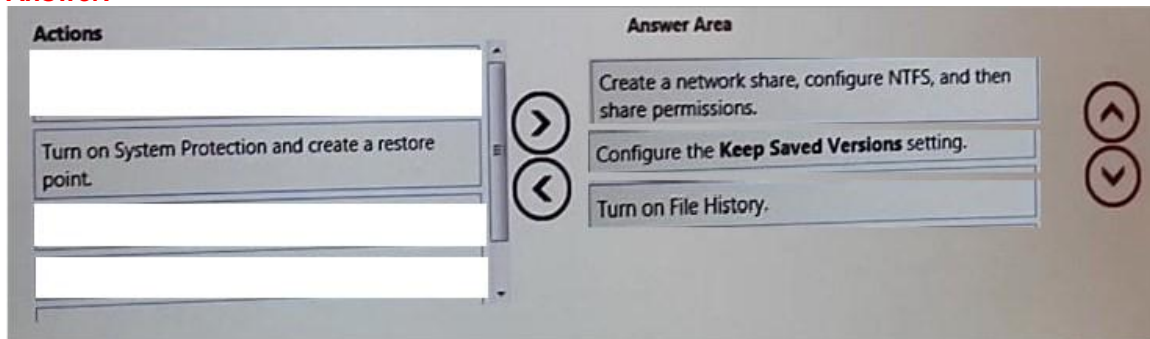 Actions
Turn on System Protection and create a restore
point.
Answer Area
Create a network share, configure NTFS, and then
share permissions.
Configure the Keep Saved Versions setting.
Turn on File History.